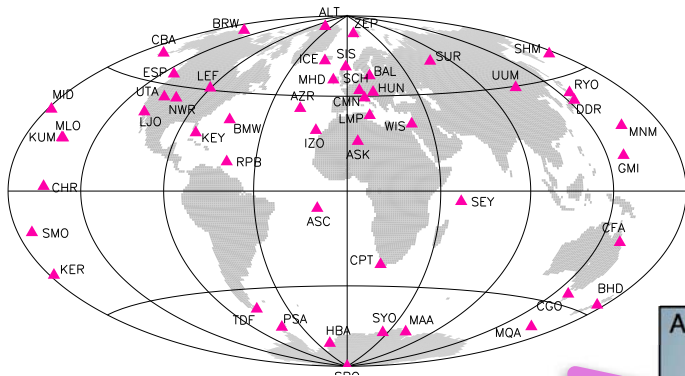 ALT
BRW
ZEP
CBA
ICE
SIS
SUR
SHM
ESP
LEF
MHD
SCH
BAL
HUN
UUM
RYO
UTA
NWR
AZR
CMN
DDR
MID
MLO
KUM
LJO
KEY
BMW
IZO
LMP
WIS
ASK
MNM
GMI
RPB
CHR
ASC
SEY
SMO
CFA
KER
CPT
CGO
BHD
TDF
PSA
HBA
SYO
MAA
MQA
A